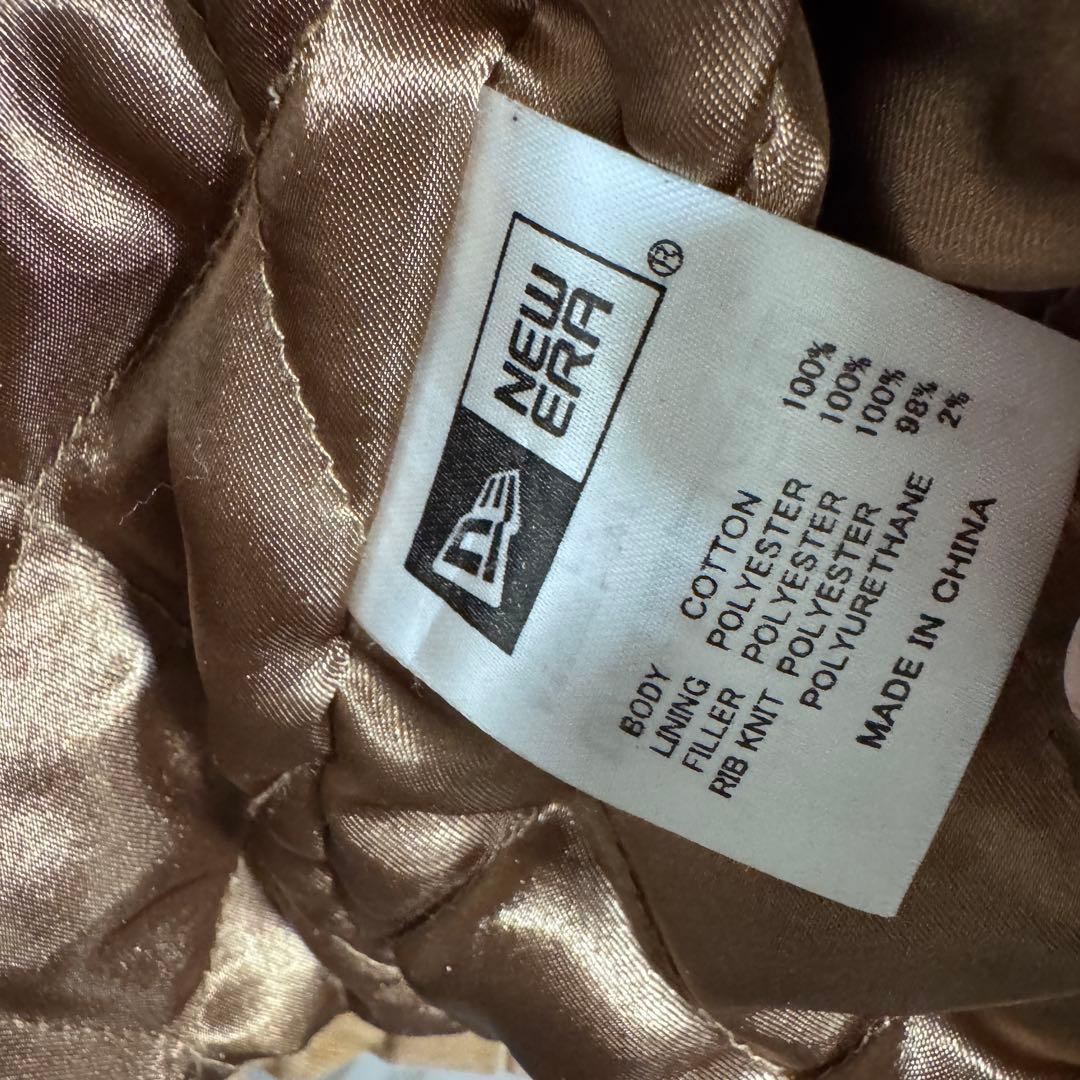 NEW
ERA
®
BODY COTTON 100%
LINING POLYESTER 100%
FILLER POLYESTER 100%
RIB KNIT POLYESTER 98%
POLYURETHANE 2%
MADE IN CHINA